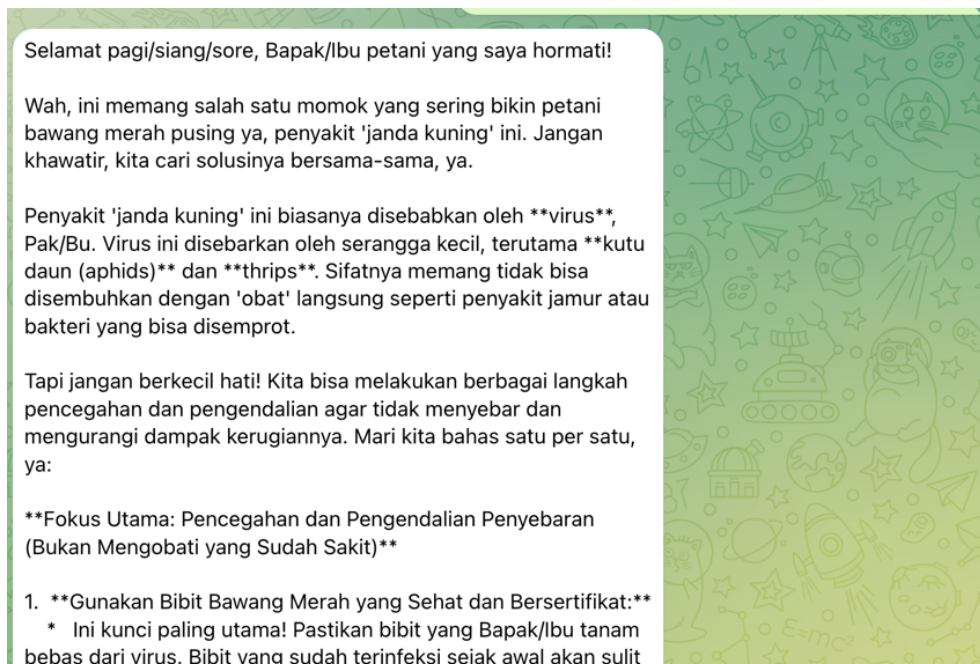 Selamat pagi/siang/sore, Bapak/Ibu petani yang saya hormati!
Wah, ini memang salah satu momok yang sering bikin petani
bawang merah pusing ya, penyakit 'janda kuning' ini. Jangan
khawatir, kita cari solusinya bersama-sama, ya.
Penyakit 'janda kuning' ini biasanya disebabkan oleh **virus**,
Pak/Bu. Virus ini disebarkan oleh serangga kecil, terutama **kutu
daun (aphids)** dan **thrips**. Sifatnya memang tidak bisa
disembuhkan dengan 'obat' langsung seperti penyakit jamur atau
bakteri yang bisa disemprot.
Tapi jangan berkecil hati! Kita bisa melakukan berbagai langkah
pencegahan dan pengendalian agar tidak menyebar dan
mengurangi dampak kerugiannya. Mari kita bahas satu per satu,
ya:
**Fokus Utama: Pencegahan dan Pengendalian Penyebaran
(Bukan Mengobati yang Sudah Sakit)**
1.  **Gunakan Bibit Bawang Merah yang Sehat dan Bersertifikat:**
*   Ini kunci paling utama! Pastikan bibit yang Bapak/Ibu tanam
bebas dari virus. Bibit yang sudah terinfeksi sejak awal akan sulit
E=mc²